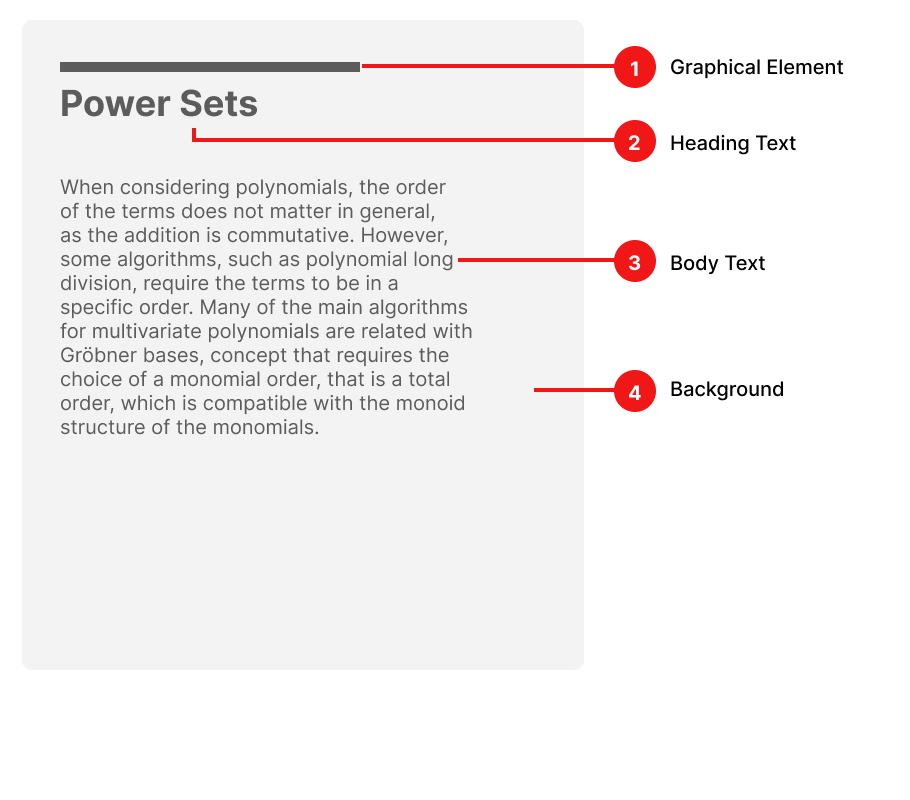 1 Graphical Element
Power Sets
2 Heading Text
When considering polynomials, the order
of the terms does not matter in general,
as the addition is commutative. However,
some algorithms, such as polynomial long
division, require the terms to be in a
specific order. Many of the main algorithms
for multivariate polynomials are related with
Gröbner bases, concept that requires the
choice of a monomial order, that is a total
order, which is compatible with the monoid
structure of the monomials.
3 Body Text
4 Background